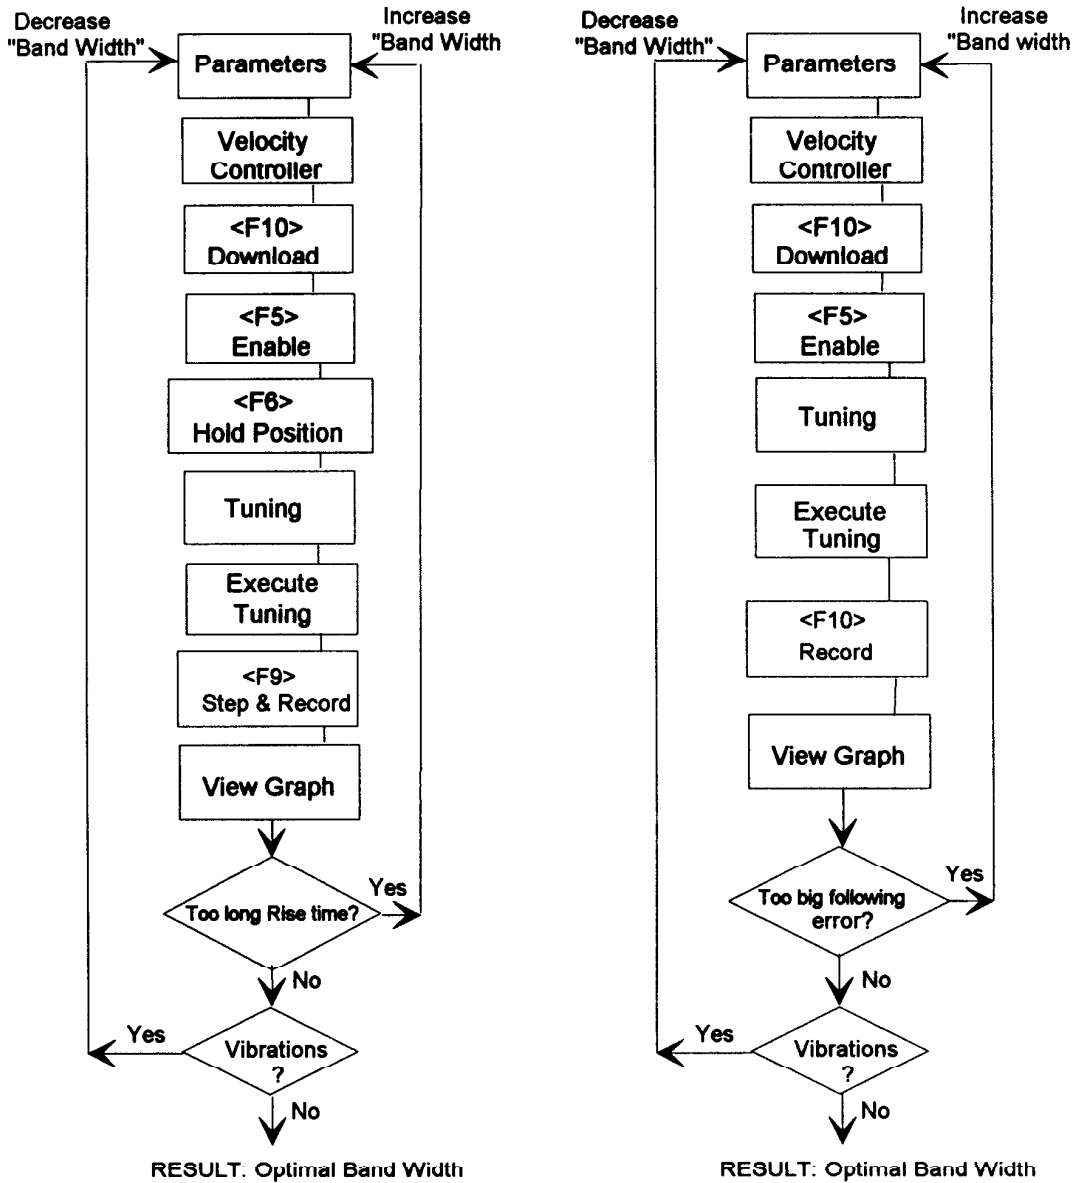 Decrease
"Band Width"
Increase
"Band Width
Parameters
Velocity
Controller
<F10>
Download
<F5>
Enable
<F6>
Hold Position
Tuning
Execute
Tuning
<F9>
Step & Record
View Graph
Too long Rise time?
Yes
No
Yes
Vibrations
?
No
RESULT: Optimal Band Width
Decrease
"Band Width"
Increase
"Band width
Parameters
Velocity
Controller
<F10>
Download
<F5>
Enable
Tuning
Execute
Tuning
<F10>
Record
View Graph
Too big following
error?
Yes
No
Yes
Vibrations
?
No
RESULT: Optimal Band Width